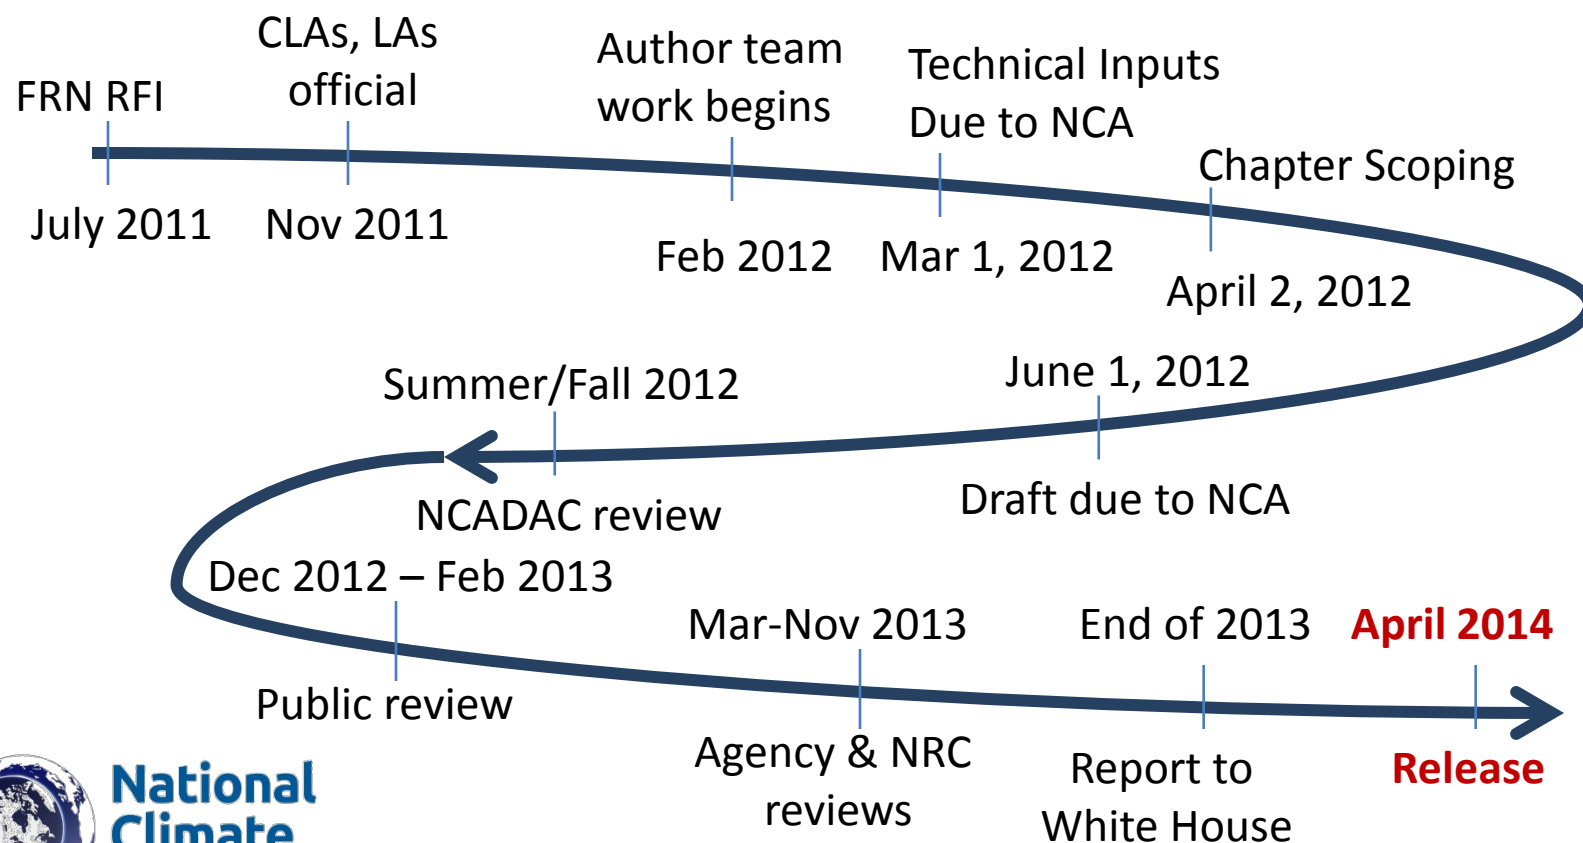 FRN RFI
July 2011
CLAs, LAs
official
Nov 2011
Author team
work begins
Feb 2012
Technical Inputs
Due to NCA
Mar 1, 2012
Chapter Scoping
April 2, 2012
June 1, 2012
Draft due to NCA
Summer/Fall 2012
NCADAC review
Dec 2012 – Feb 2013
Public review
Mar-Nov 2013
Agency & NRC
reviews
End of 2013
Report to
White House
April 2014
Release
National
Climate